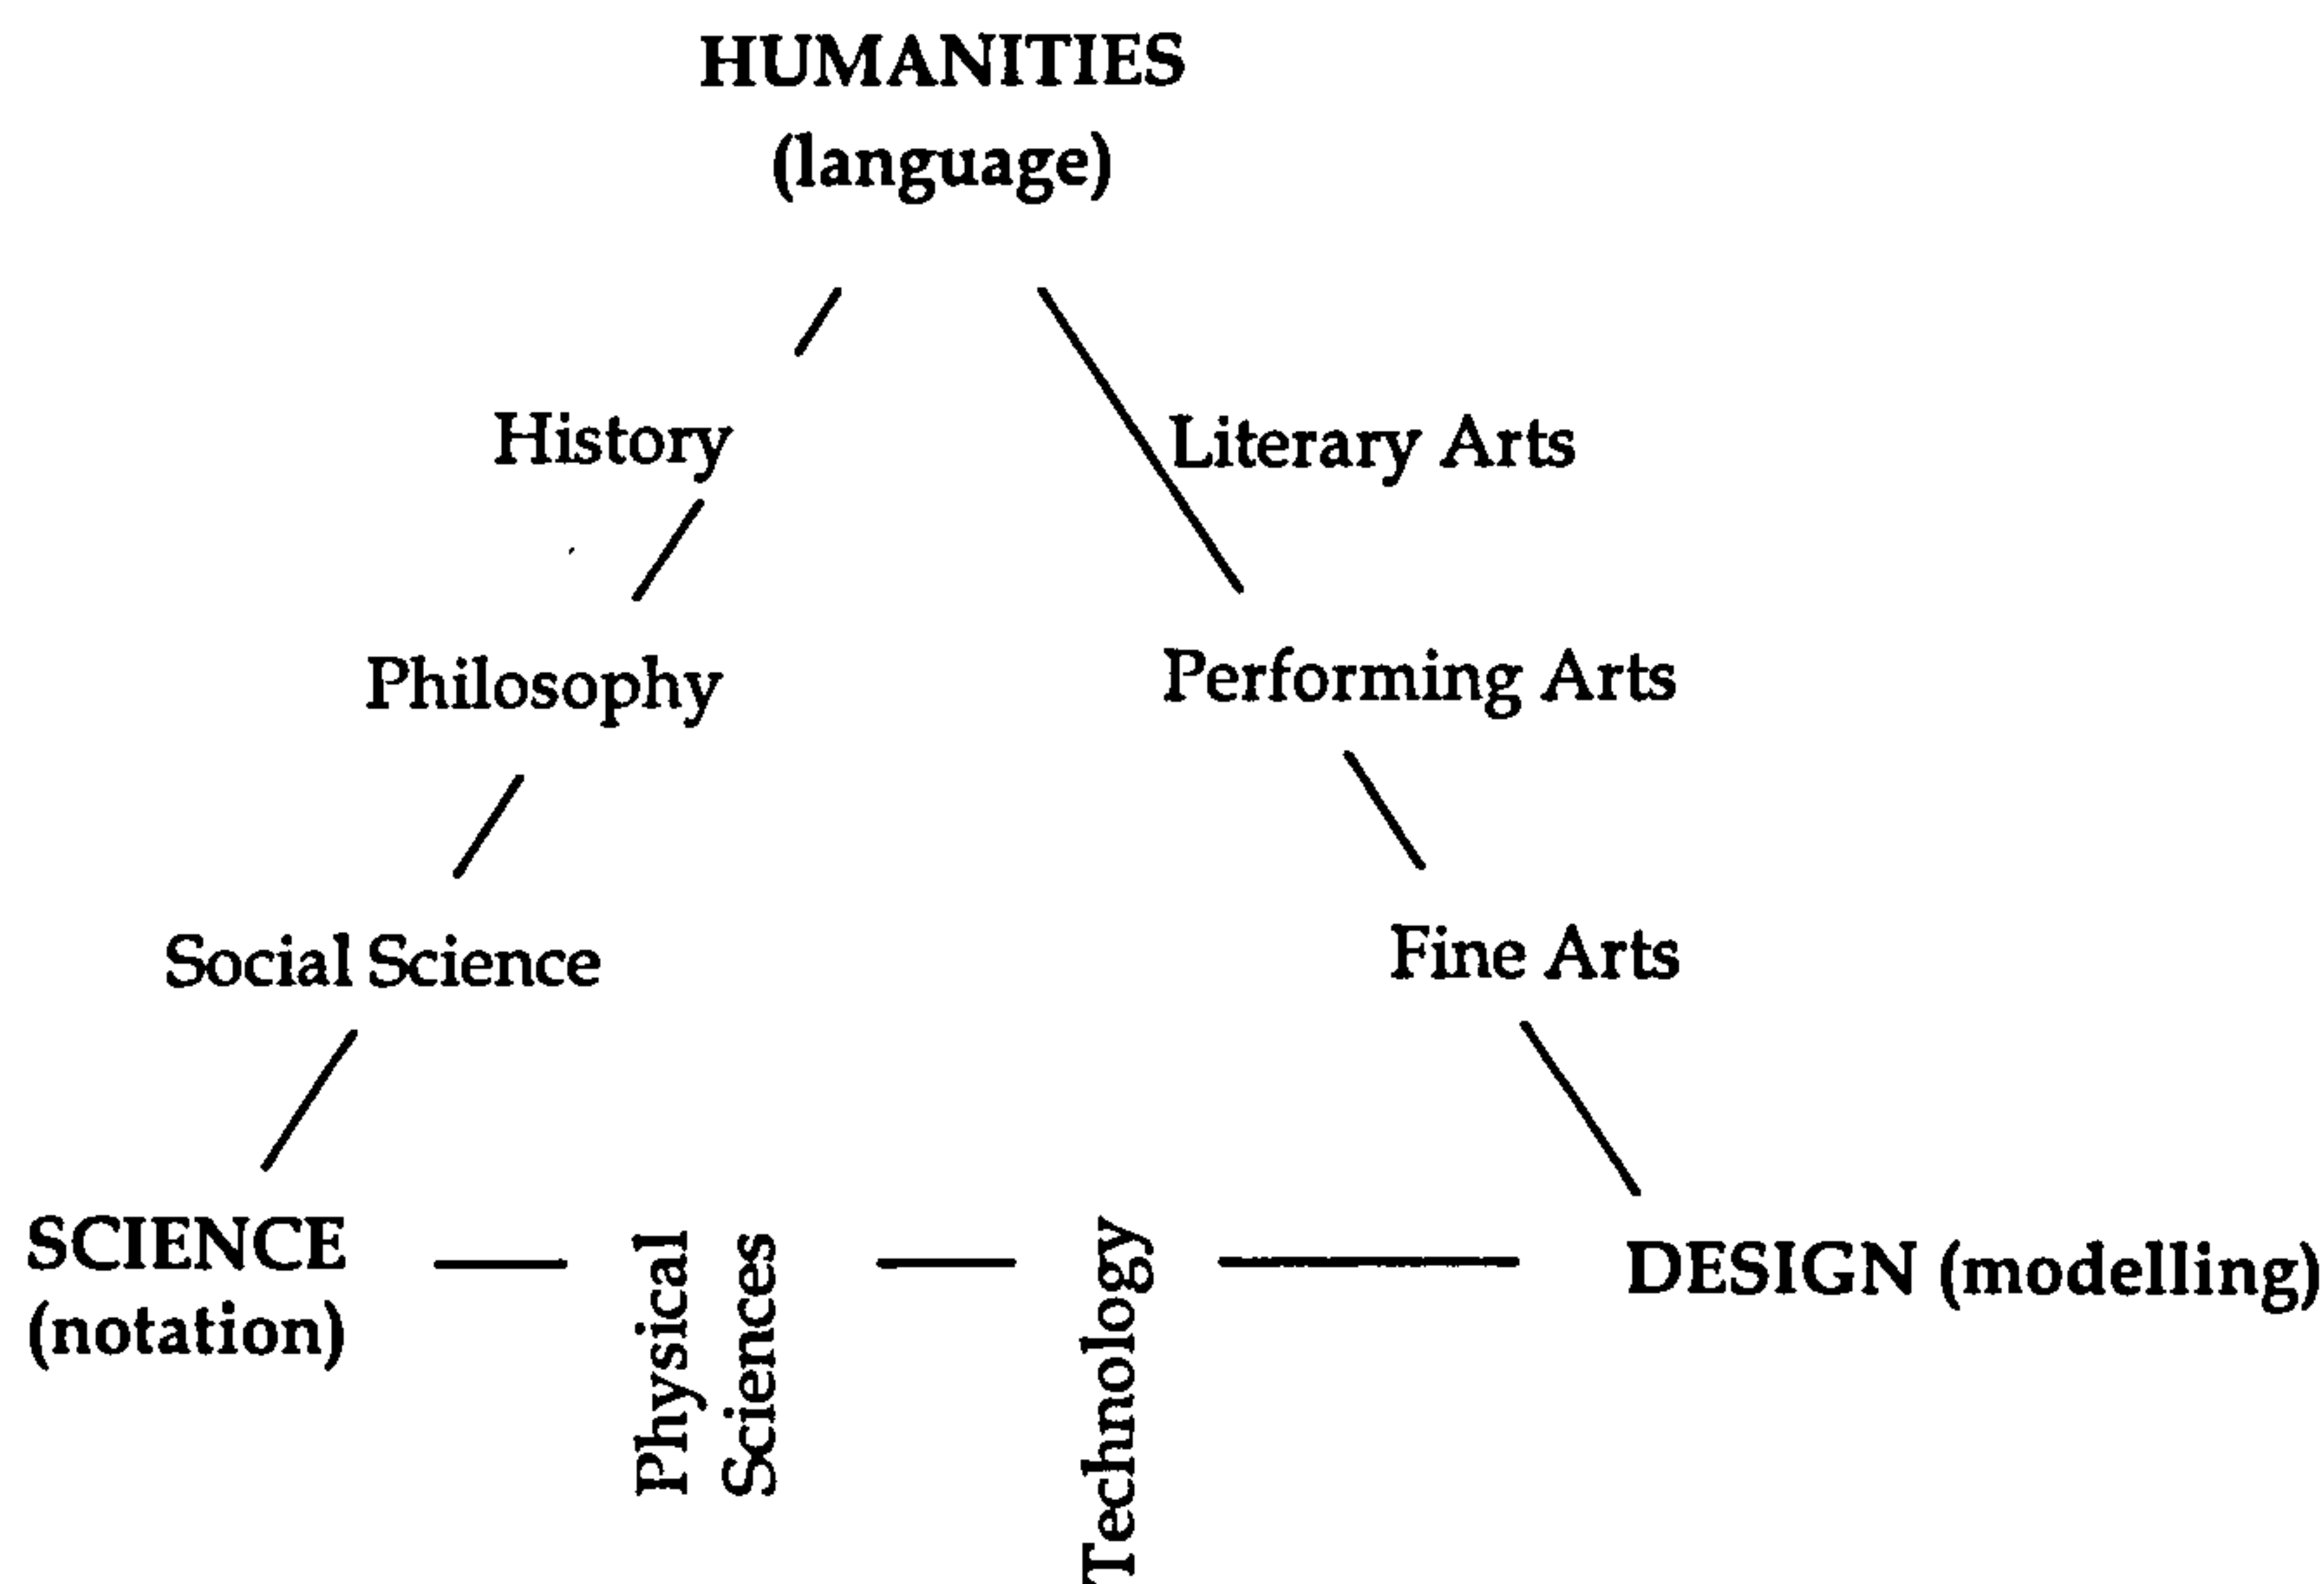 HUMANITIES
(language)
History
Literary Arts
Philosophy
Performing Arts
Social Science
Fine Arts
SCIENCE
(notation)
Physical
Sciences
Technology
DESIGN (modelling)